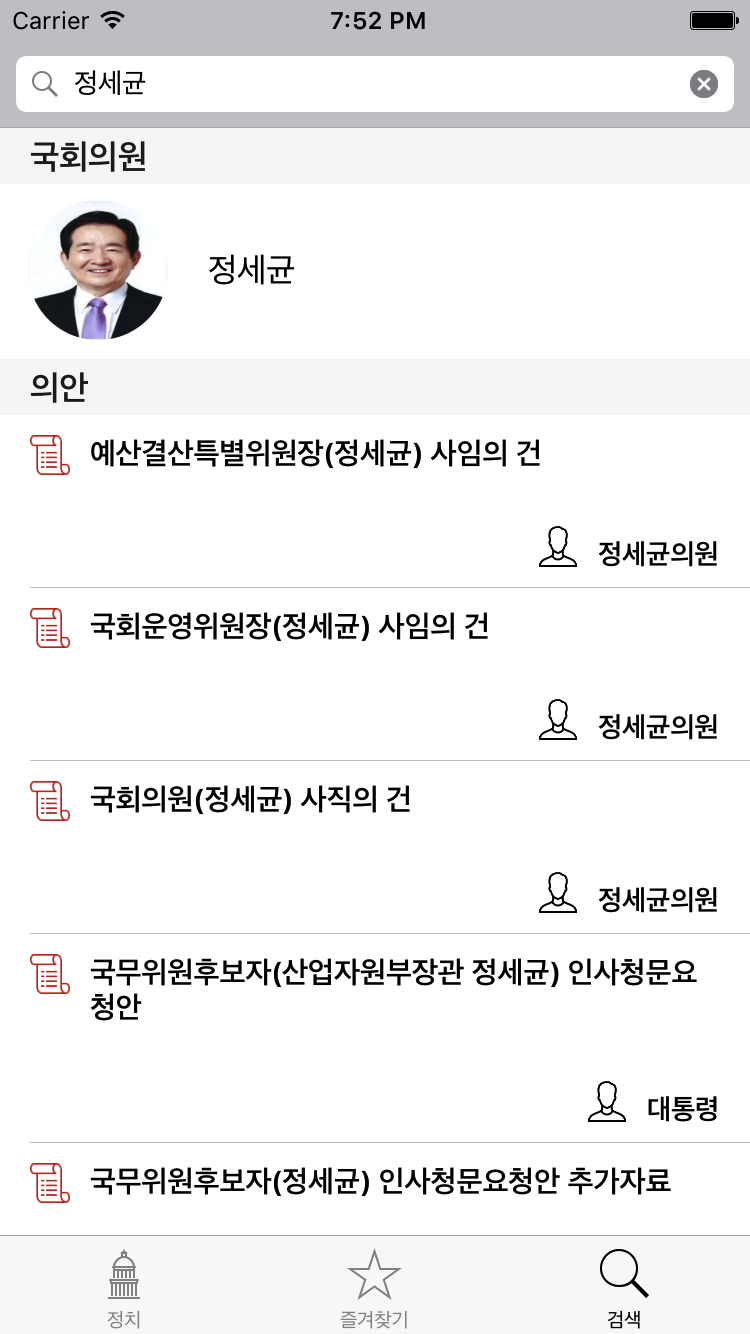 Carrier 7:52 PM
정세균
국회의원
정세균
의안
예산결산특별위원장(정세균) 사임의 건
정세균의원
국회운영위원장(정세균) 사임의 건
정세균의원
국회의원(정세균) 사직의 건
정세균의원
국무위원후보자(산업자원부장관 정세균) 인사청문요
청안
대통령
국무위원후보자(정세균) 인사청문요청안 추가자료
정치 즐겨찾기 검색